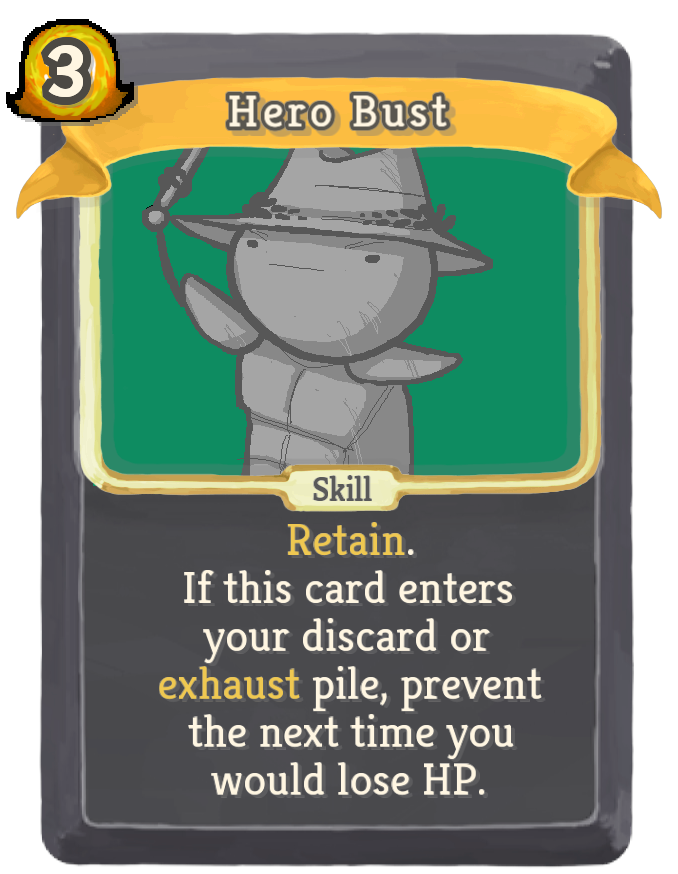 3
Hero Bust
Skill
Retain.
If this card enters
your discard or
exhaust pile, prevent
the next time you
would lose HP.